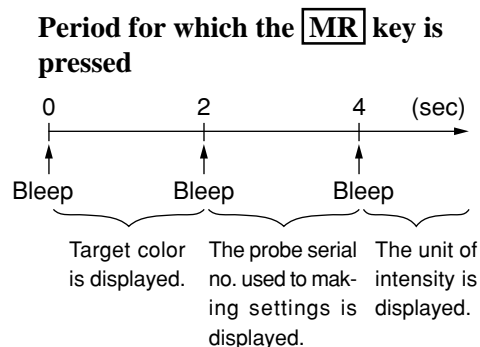 Period for which the MR key is
pressed
0 2 4 (sec)
Bleep Bleep Bleep
Target color
is displayed.
The probe serial
no. used to mak-
ing settings is
displayed.
The unit of
intensity is
displayed.